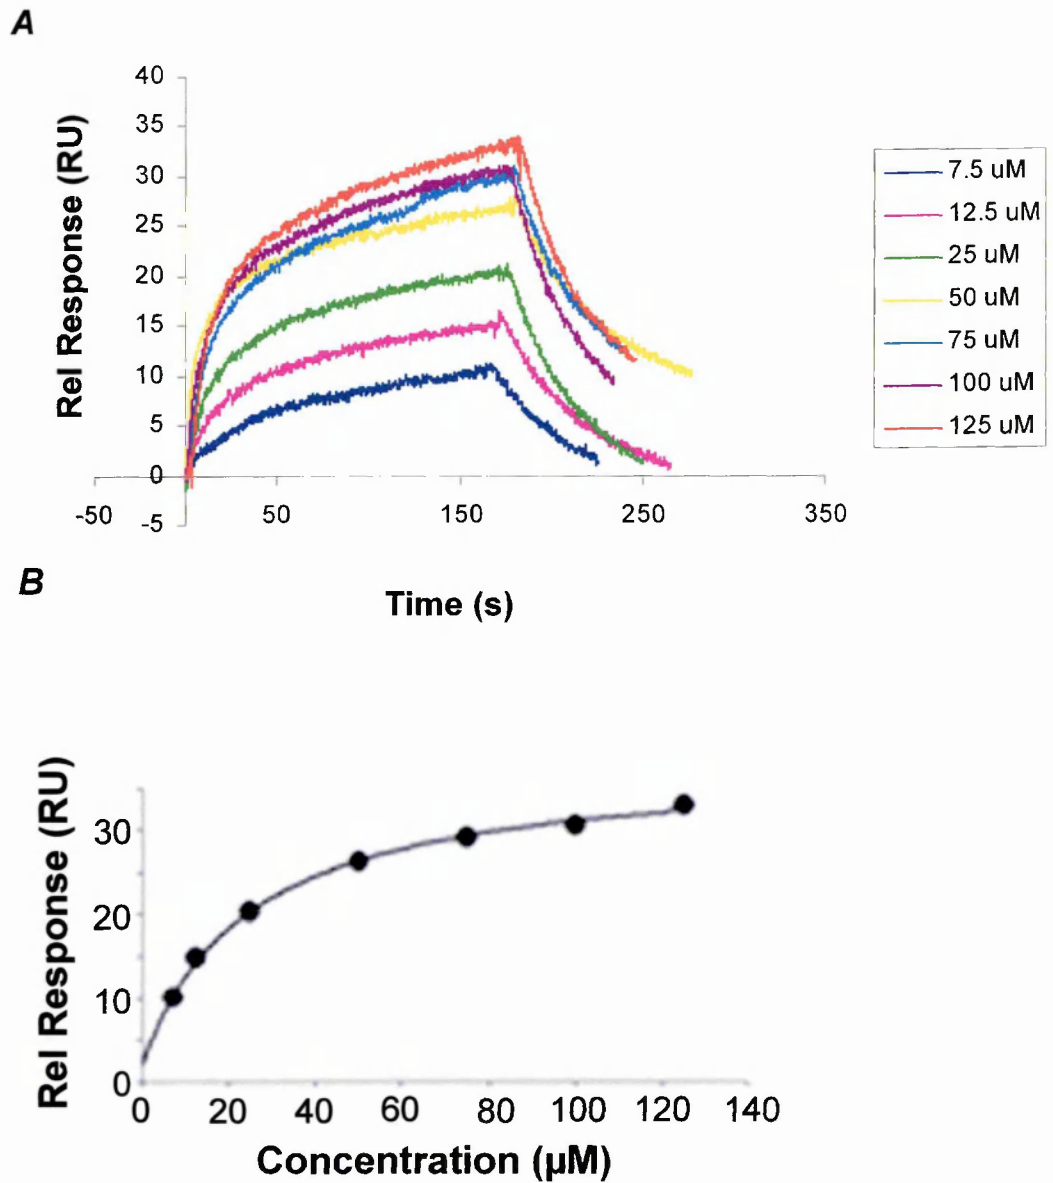 A
Rel Response (RU)
40
35
30
25
20
15
10
5
0
-5
-50
50
150
250
350
Time (s)
7.5 uM
12.5 uM
25 uM
50 uM
75 uM
100 uM
125 uM
B
Rel Response (RU)
30
20
10
0
0
20
40
60
80
100
120
140
Concentration (µM)